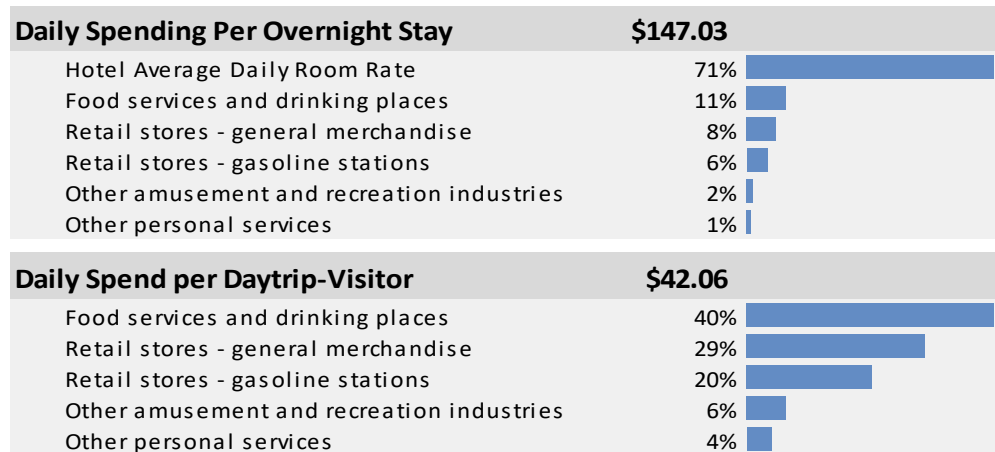 Daily Spending Per Overnight Stay $147.03
Hotel Average Daily Room Rate 71%
Food services and drinking places 11%
Retail stores - general merchandise 8%
Retail stores - gasoline stations 6%
Other amusement and recreation industries 2%
Other personal services 1%
Daily Spend per Daytrip-Visitor $42.06
Food services and drinking places 40%
Retail stores - general merchandise 29%
Retail stores - gasoline stations 20%
Other amusement and recreation industries 6%
Other personal services 4%